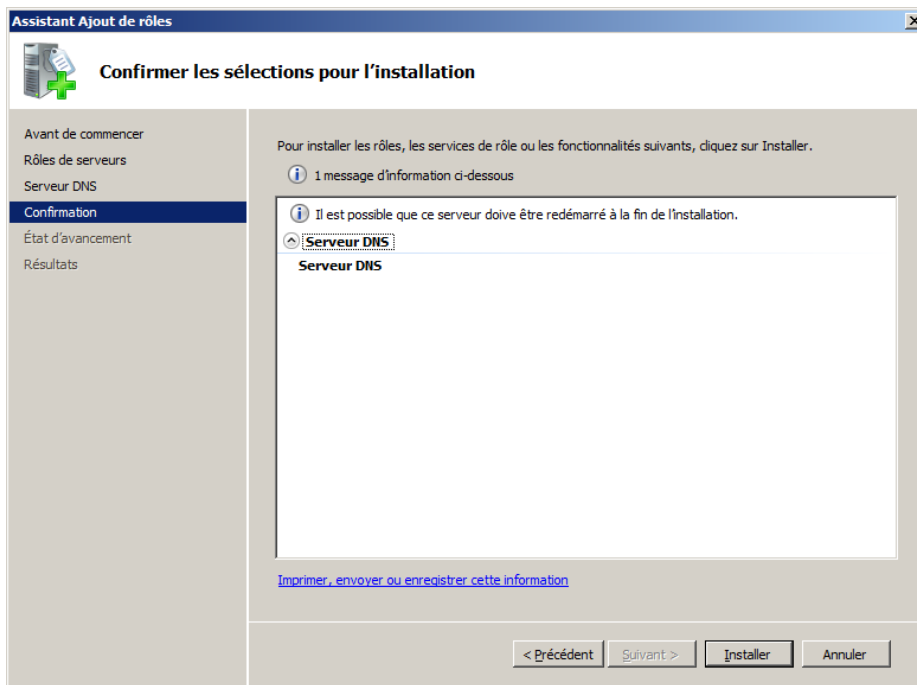 Assistant Ajout de rôles
Confirmer les sélections pour l'installation
Avant de commencer
Rôles de serveurs
Serveur DNS
Confirmation
État d'avancement
Résultats
Pour installer les rôles, les services de rôle ou les fonctionnalités suivants, cliquez sur Installer.
1 message d'information ci-dessous
Il est possible que ce serveur doive être redémarré à la fin de l'installation.
Serveur DNS
Serveur DNS
Imprimer, envoyer ou enregistrer cette information
< Précédent
Suivant >
Installer
Annuler